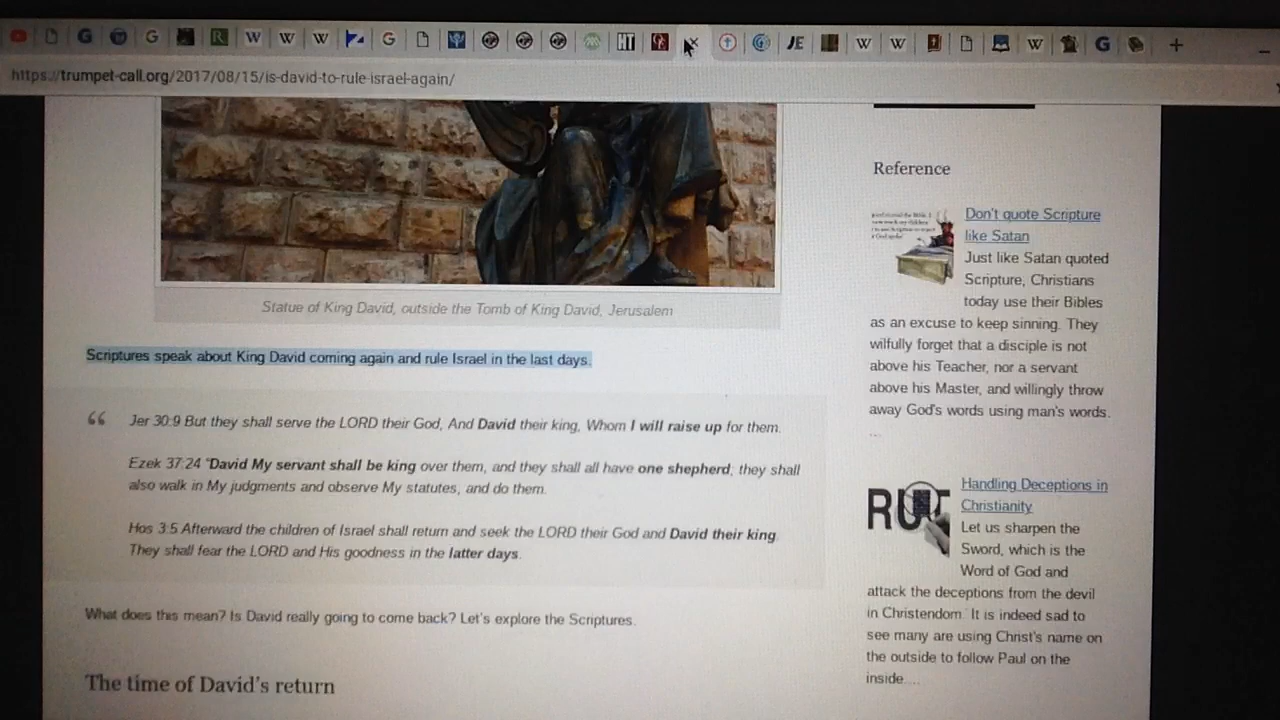 https://trumpet-call.org/2017/08/15/is-david-to-rule-israel-again/
Statue of King David, outside the Tomb of King David, Jerusalem
Scriptures speak about King David coming again and rule Israel in the last days.
“ Jer 30:9 But they shall serve the LORD their God, And David their king, Whom I will raise up for them.
Ezek 37:24 “David My servant shall be king over them, and they shall all have one shepherd; they shall
also walk in My judgments and observe My statutes, and do them.
Hos 3:5 Afterward the children of Israel shall return and seek the LORD their God and David their king.
They shall fear the LORD and His goodness in the latter days.
What does this mean? Is David really going to come back? Let's explore the Scriptures.
The time of David's return
Reference
Don't quote Scripture
like Satan
Just like Satan quoted
Scripture, Christians
today use their Bibles
as an excuse to keep sinning. They
wilfully forget that a disciple is not
above his Teacher, nor a servant
above his Master, and willingly throw
away God's words using man's words.
...
Handling Deceptions in
Christianity
Let us sharpen the
Sword, which is the
Word of God and
attack the deceptions from the devil
in Christendom. It is indeed sad to
see many are using Christ's name on
the outside to follow Paul on the
inside....